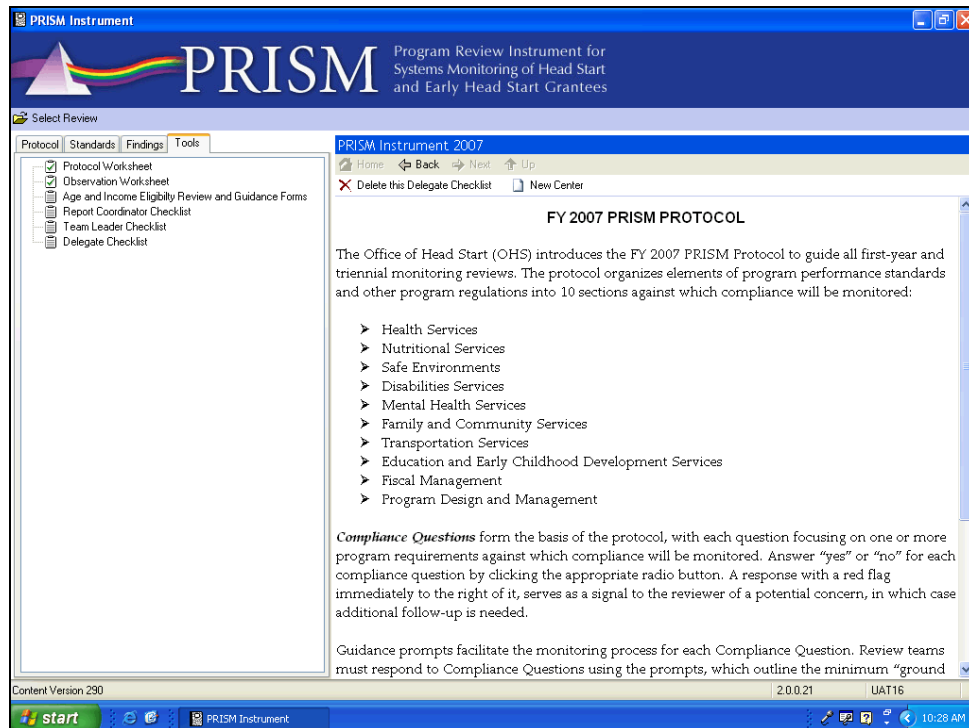 PRISM Instrument
PRISM
Program Review Instrument for
Systems Monitoring of Head Start
and Early Head Start Grantees
Select Review
Protocol Standards Findings Tools
Protocol Worksheet
Observation Worksheet
Age and Income Eligibilty Review and Guidance Forms
Report Coordinator Checklist
Team Leader Checklist
Delegate Checklist
PRISM Instrument 2007
Home Back Next Up
Delete this Delegate Checklist New Center
FY 2007 PRISM PROTOCOL
The Office of Head Start (OHS) introduces the FY 2007 PRISM Protocol to guide all first-year and
triennial monitoring reviews. The protocol organizes elements of program performance standards
and other program regulations into 10 sections against which compliance will be monitored:
➢ Health Services
➢ Nutritional Services
➢ Safe Environments
➢ Disabilities Services
➢ Mental Health Services
➢ Family and Community Services
➢ Transportation Services
➢ Education and Early Childhood Development Services
➢ Fiscal Management
➢ Program Design and Management
Compliance Questions form the basis of the protocol, with each question focusing on one or more
program requirements against which compliance will be monitored. Answer “yes” or “no” for each
compliance question by clicking the appropriate radio button. A response with a red flag
immediately to the right of it, serves as a signal to the reviewer of a potential concern, in which case
additional follow-up is needed.
Guidance prompts facilitate the monitoring process for each Compliance Question. Review teams
must respond to Compliance Questions using the prompts, which outline the minimum “ground
Content Version 290 2.0.0.21 UAT16
start PRISM Instrument 10:28 AM